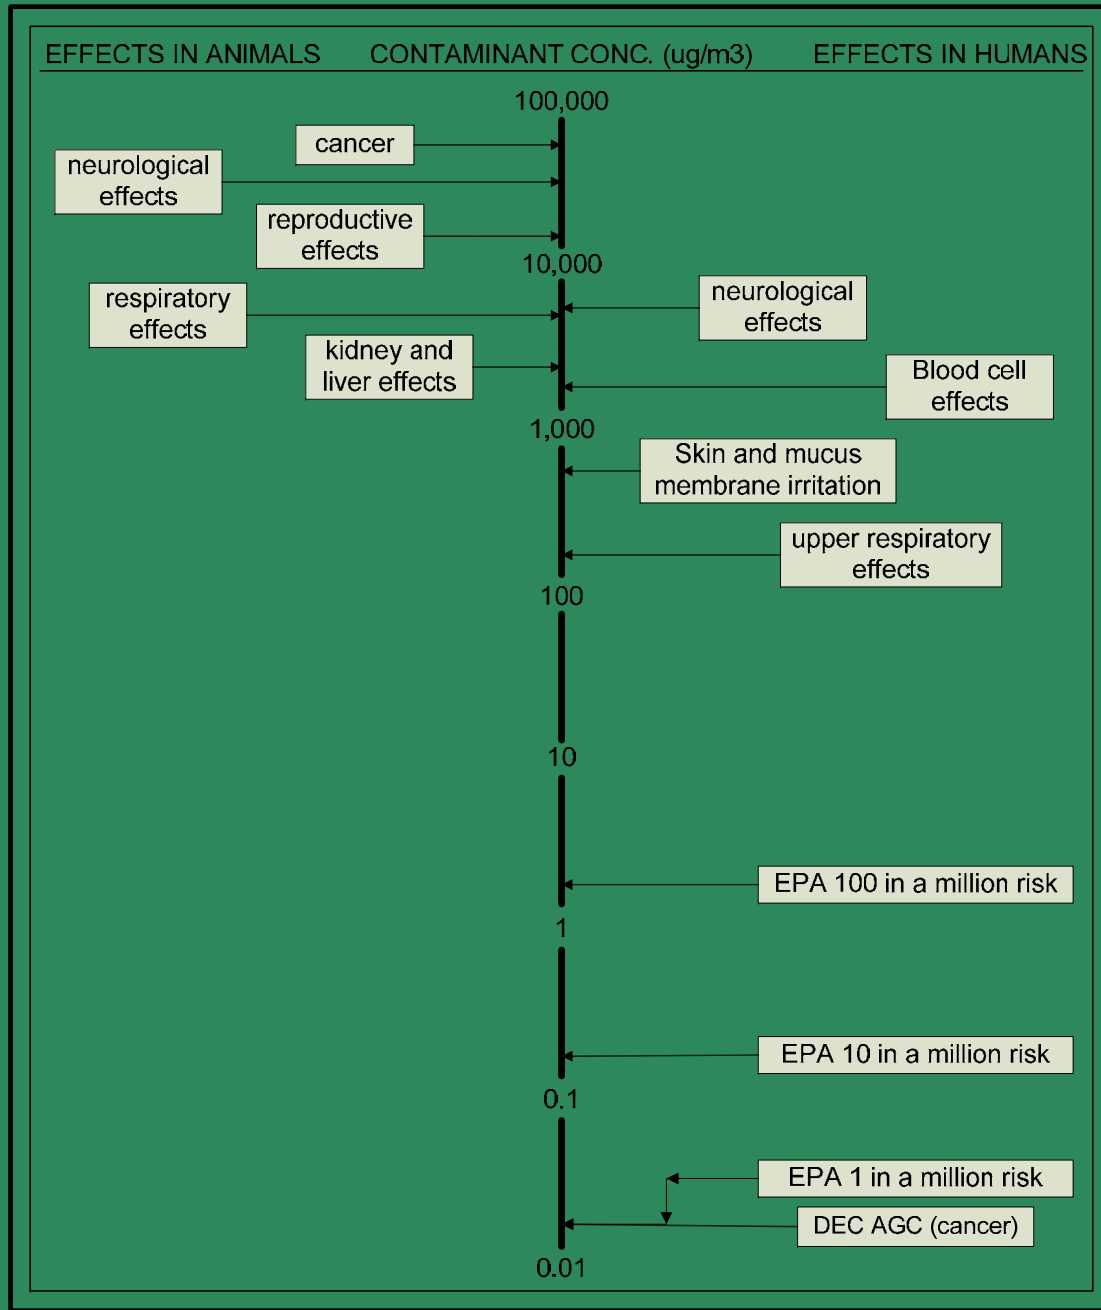 EFFECTS IN ANIMALS CONTAMINANT CONC. (ug/m3) EFFECTS IN HUMANS
100,000
cancer
neurological
effects
reproductive
effects
10,000
respiratory
effects
neurological
effects
kidney and
liver effects
Blood cell
effects
1,000
Skin and mucus
membrane irritation
upper respiratory
effects
100
10
EPA 100 in a million risk
1
EPA 10 in a million risk
0.1
EPA 1 in a million risk
DEC AGC (cancer)
0.01